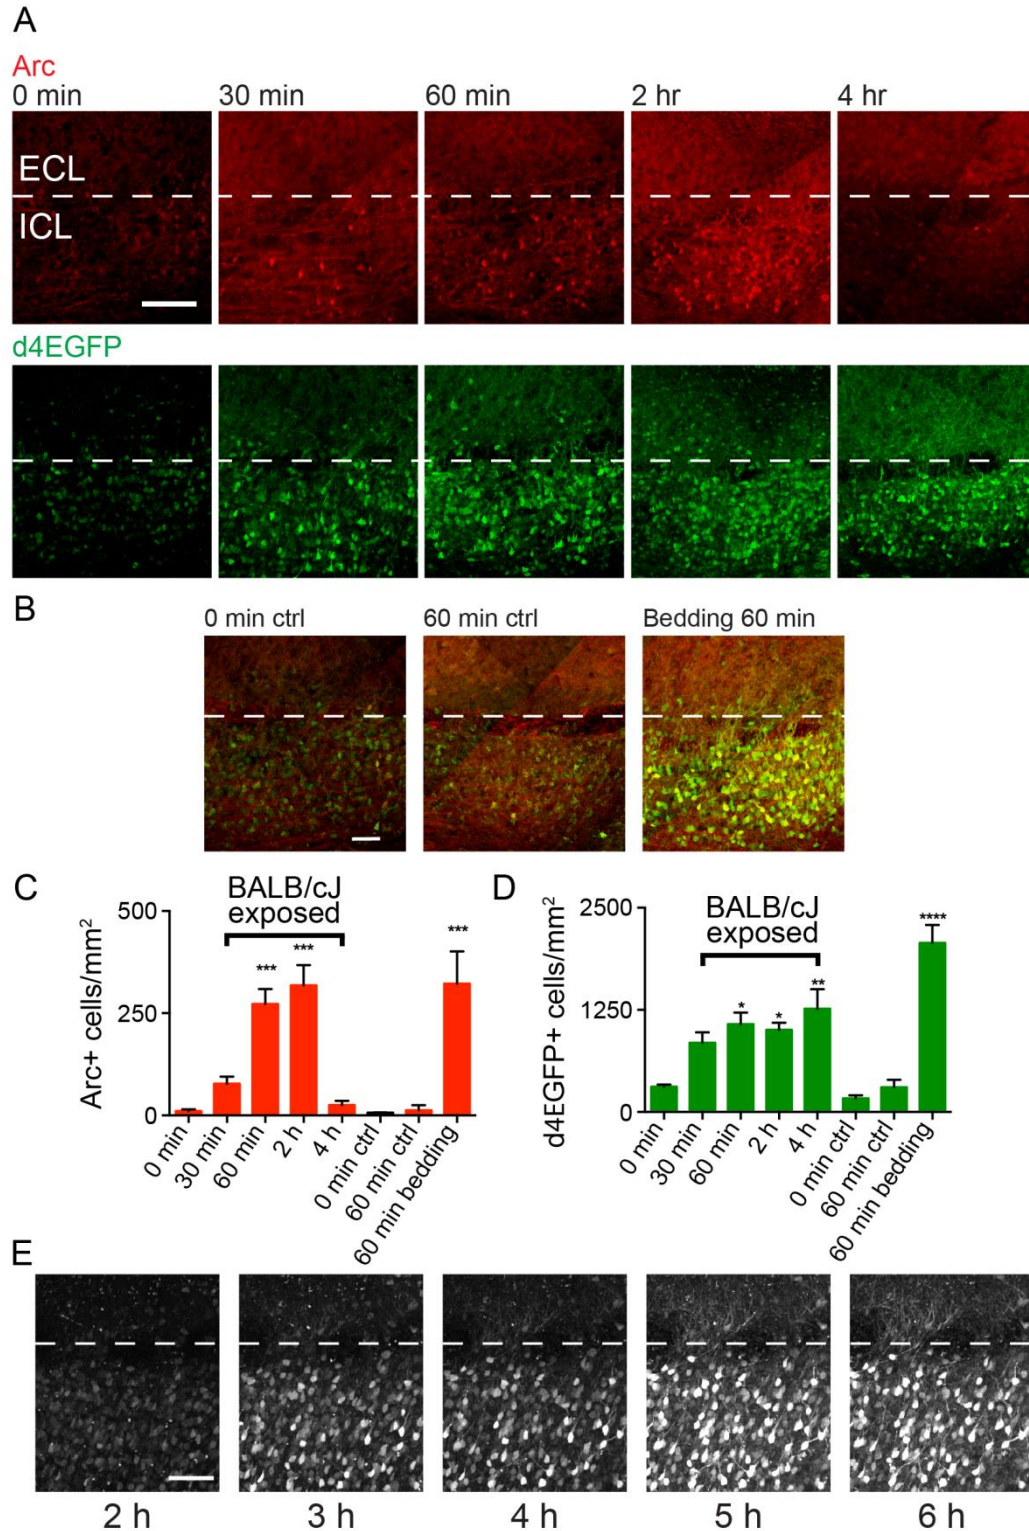 A
Arc
0 min 30 min 60 min 2 hr 4 hr
ECL
ICL
d4EGFP
B
0 min ctrl 60 min ctrl Bedding 60 min
C
BALB/cJ
exposed
Arc+ cells/mm²
500
250
0
***
***
***
0 min
30 min
60 min
2 h
4 h
0 min ctrl
60 min ctrl
60 min bedding
D
BALB/cJ
exposed
d4EGFP+ cells/mm²
2500
1250
0
*
*
**
****
0 min
30 min
60 min
2 h
4 h
0 min ctrl
60 min ctrl
60 min bedding
E
2 h 3 h 4 h 5 h 6 h